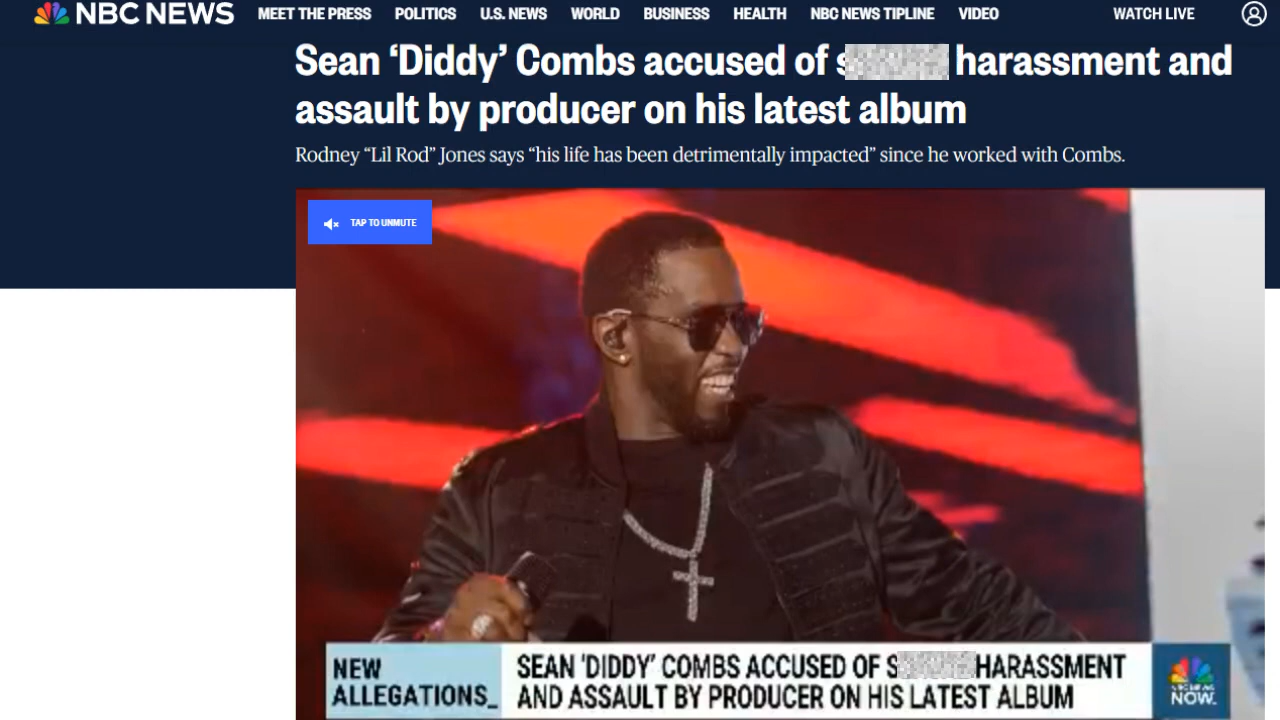 NBC NEWS MEET THE PRESS POLITICS U.S. NEWS WORLD BUSINESS HEALTH NBC NEWS TIPLINE VIDEO WATCH LIVE
Sean ‘Diddy’ Combs accused of harassment and
assault by producer on his latest album
Rodney “Lil Rod” Jones says “his life has been detrimentally impacted” since he worked with Combs.
TAP TO UNMUTE
NEW
ALLEGATIONS_
SEAN ‘DIDDY’ COMBS ACCUSED OF HARASSMENT
AND ASSAULT BY PRODUCER ON HIS LATEST ALBUM
NBC NEWS
NOW